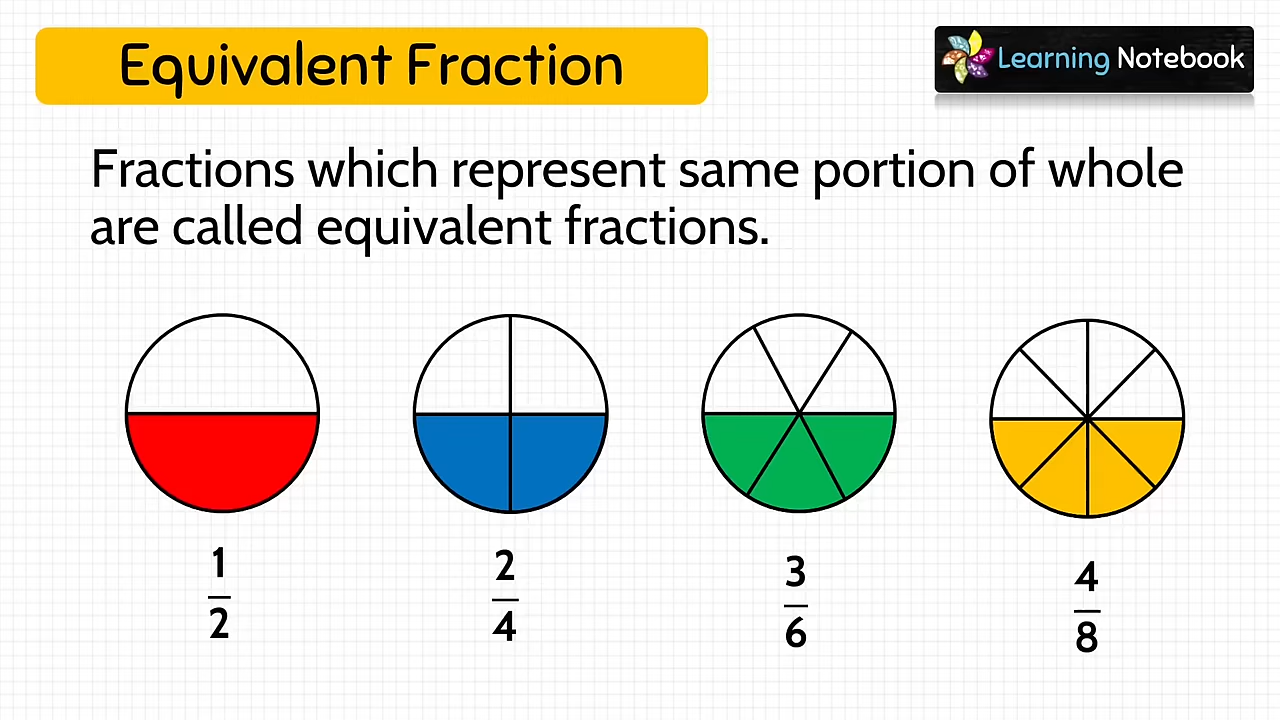 Equivalent Fraction
Learning Notebook
Fractions which represent same portion of whole
are called equivalent fractions.
1 2 3 4
2 4 6 8